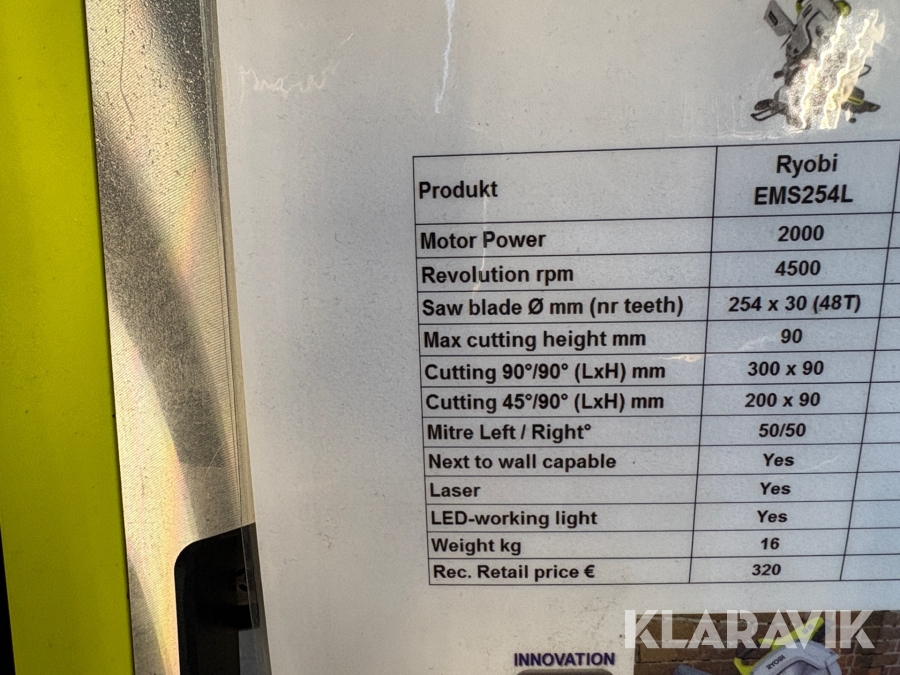 Produkt Ryobi EMS254L
Motor Power 2000
Revolution rpm 4500
Saw blade Ø mm (nr teeth) 254 x 30 (48T)
Max cutting height mm 90
Cutting 90°/90° (LxH) mm 300 x 90
Cutting 45°/90° (LxH) mm 200 x 90
Mitre Left / Right° 50/50
Next to wall capable Yes
Laser Yes
LED-working light Yes
Weight kg 16
Rec. Retail price € 320
INNOVATION
KLARAVIK
RYOBI